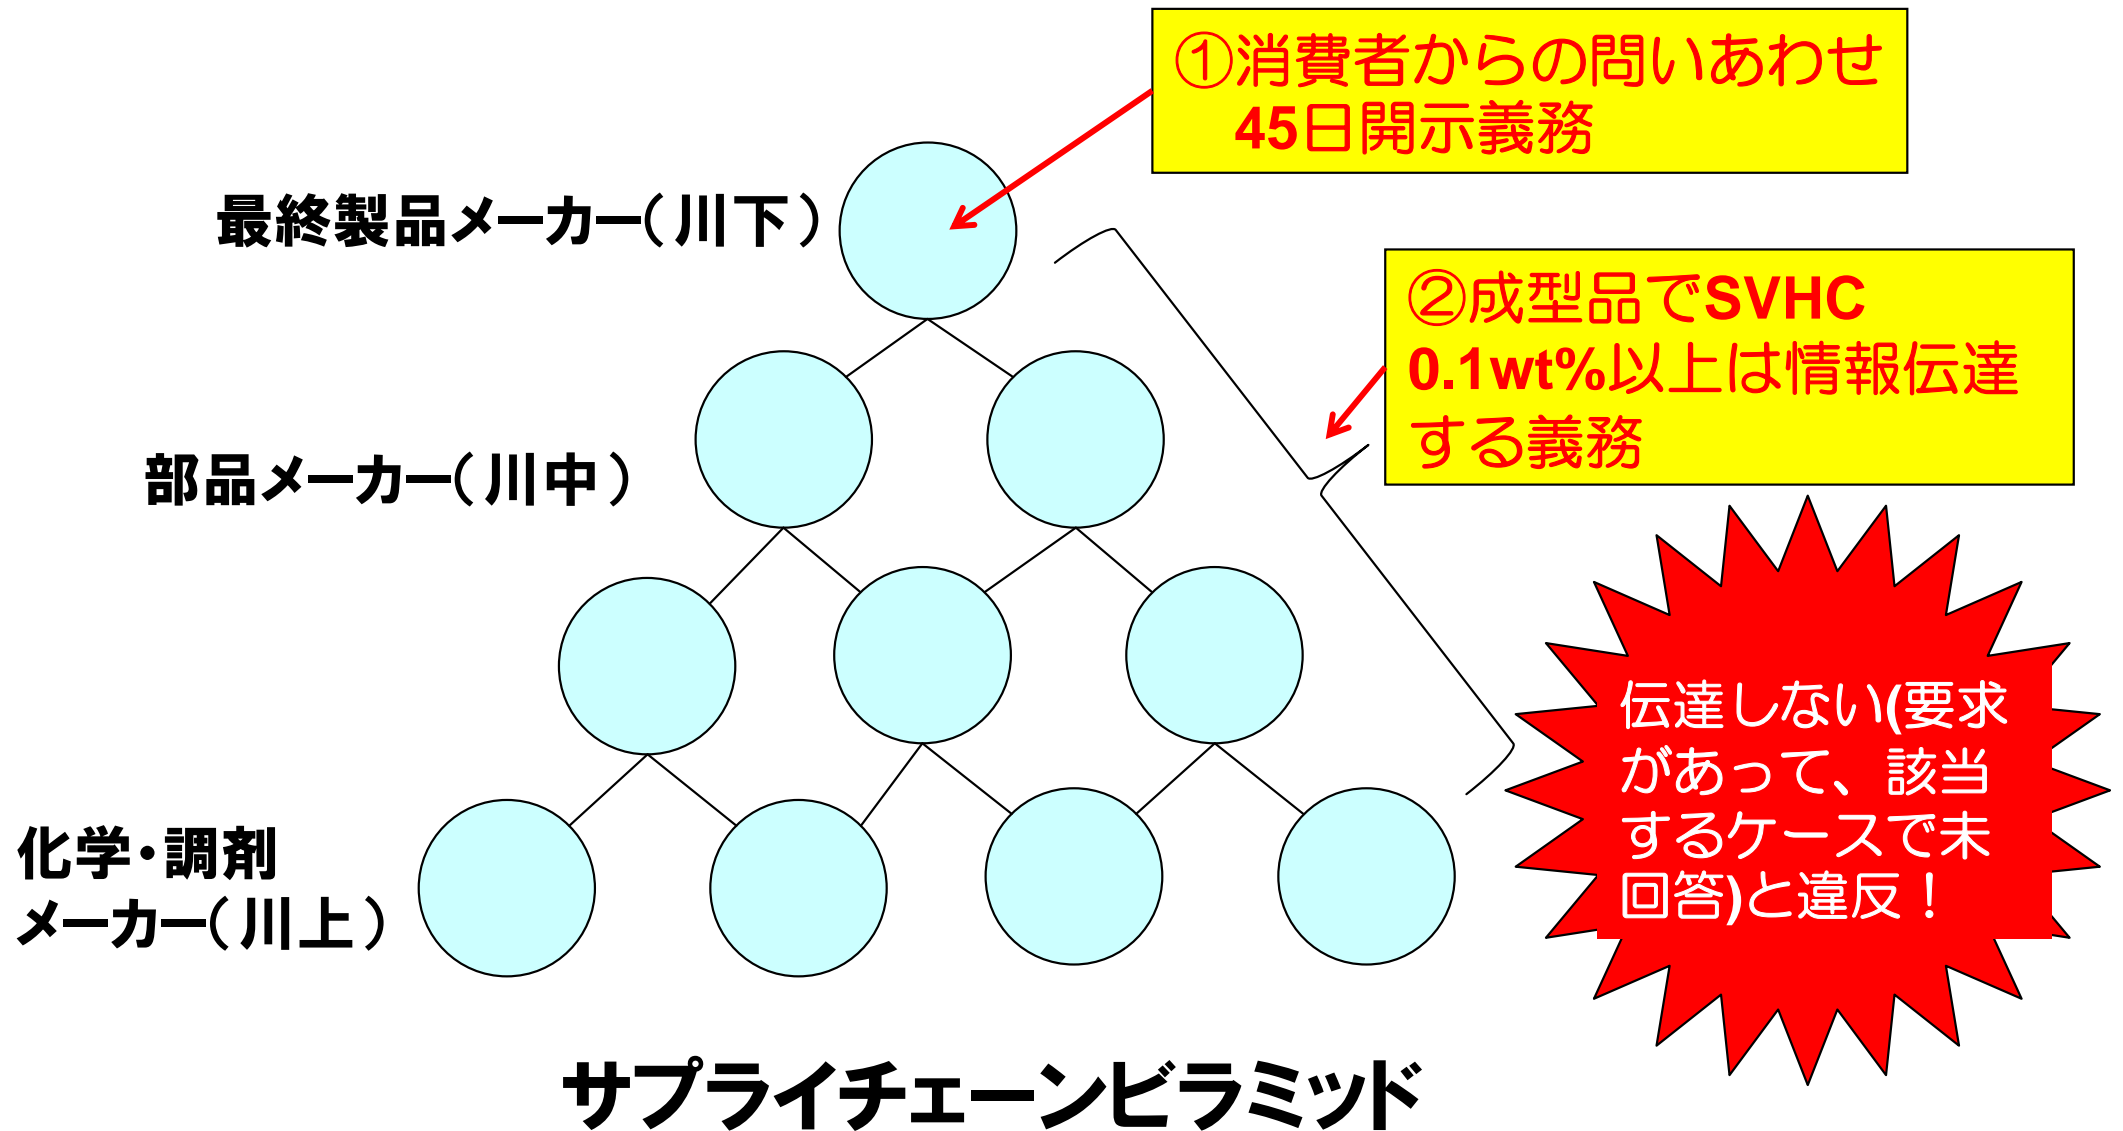 ①消費者からの問いあわせ
45日開示義務
最終製品メーカー(川下)
②成型品でSVHC
0.1wt%以上は情報伝達
する義務
部品メーカー(川中)
伝達しない(要求
があって、該当
するケースで未
回答)と違反！
化学・調剤
メーカー(川上)
サプライチェーンビラミッド